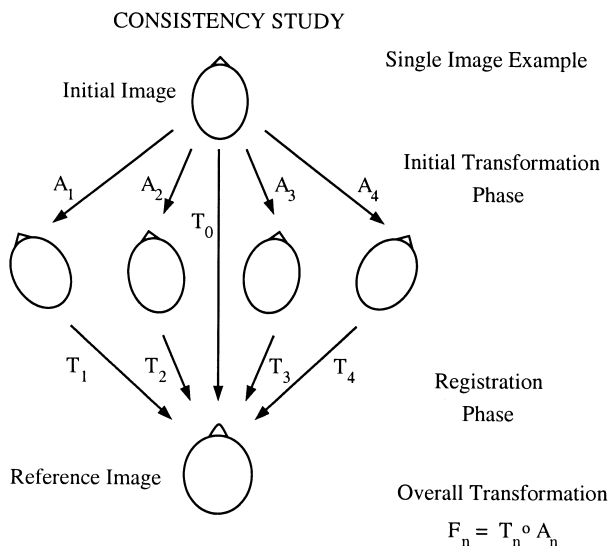 CONSISTENCY STUDY
Single Image Example
Initial Image
Initial Transformation
Phase
A1 A2 A3 A4
T0
T1 T2 T3 T4
Registration
Phase
Reference Image
Overall Transformation
Fn = Tn o An